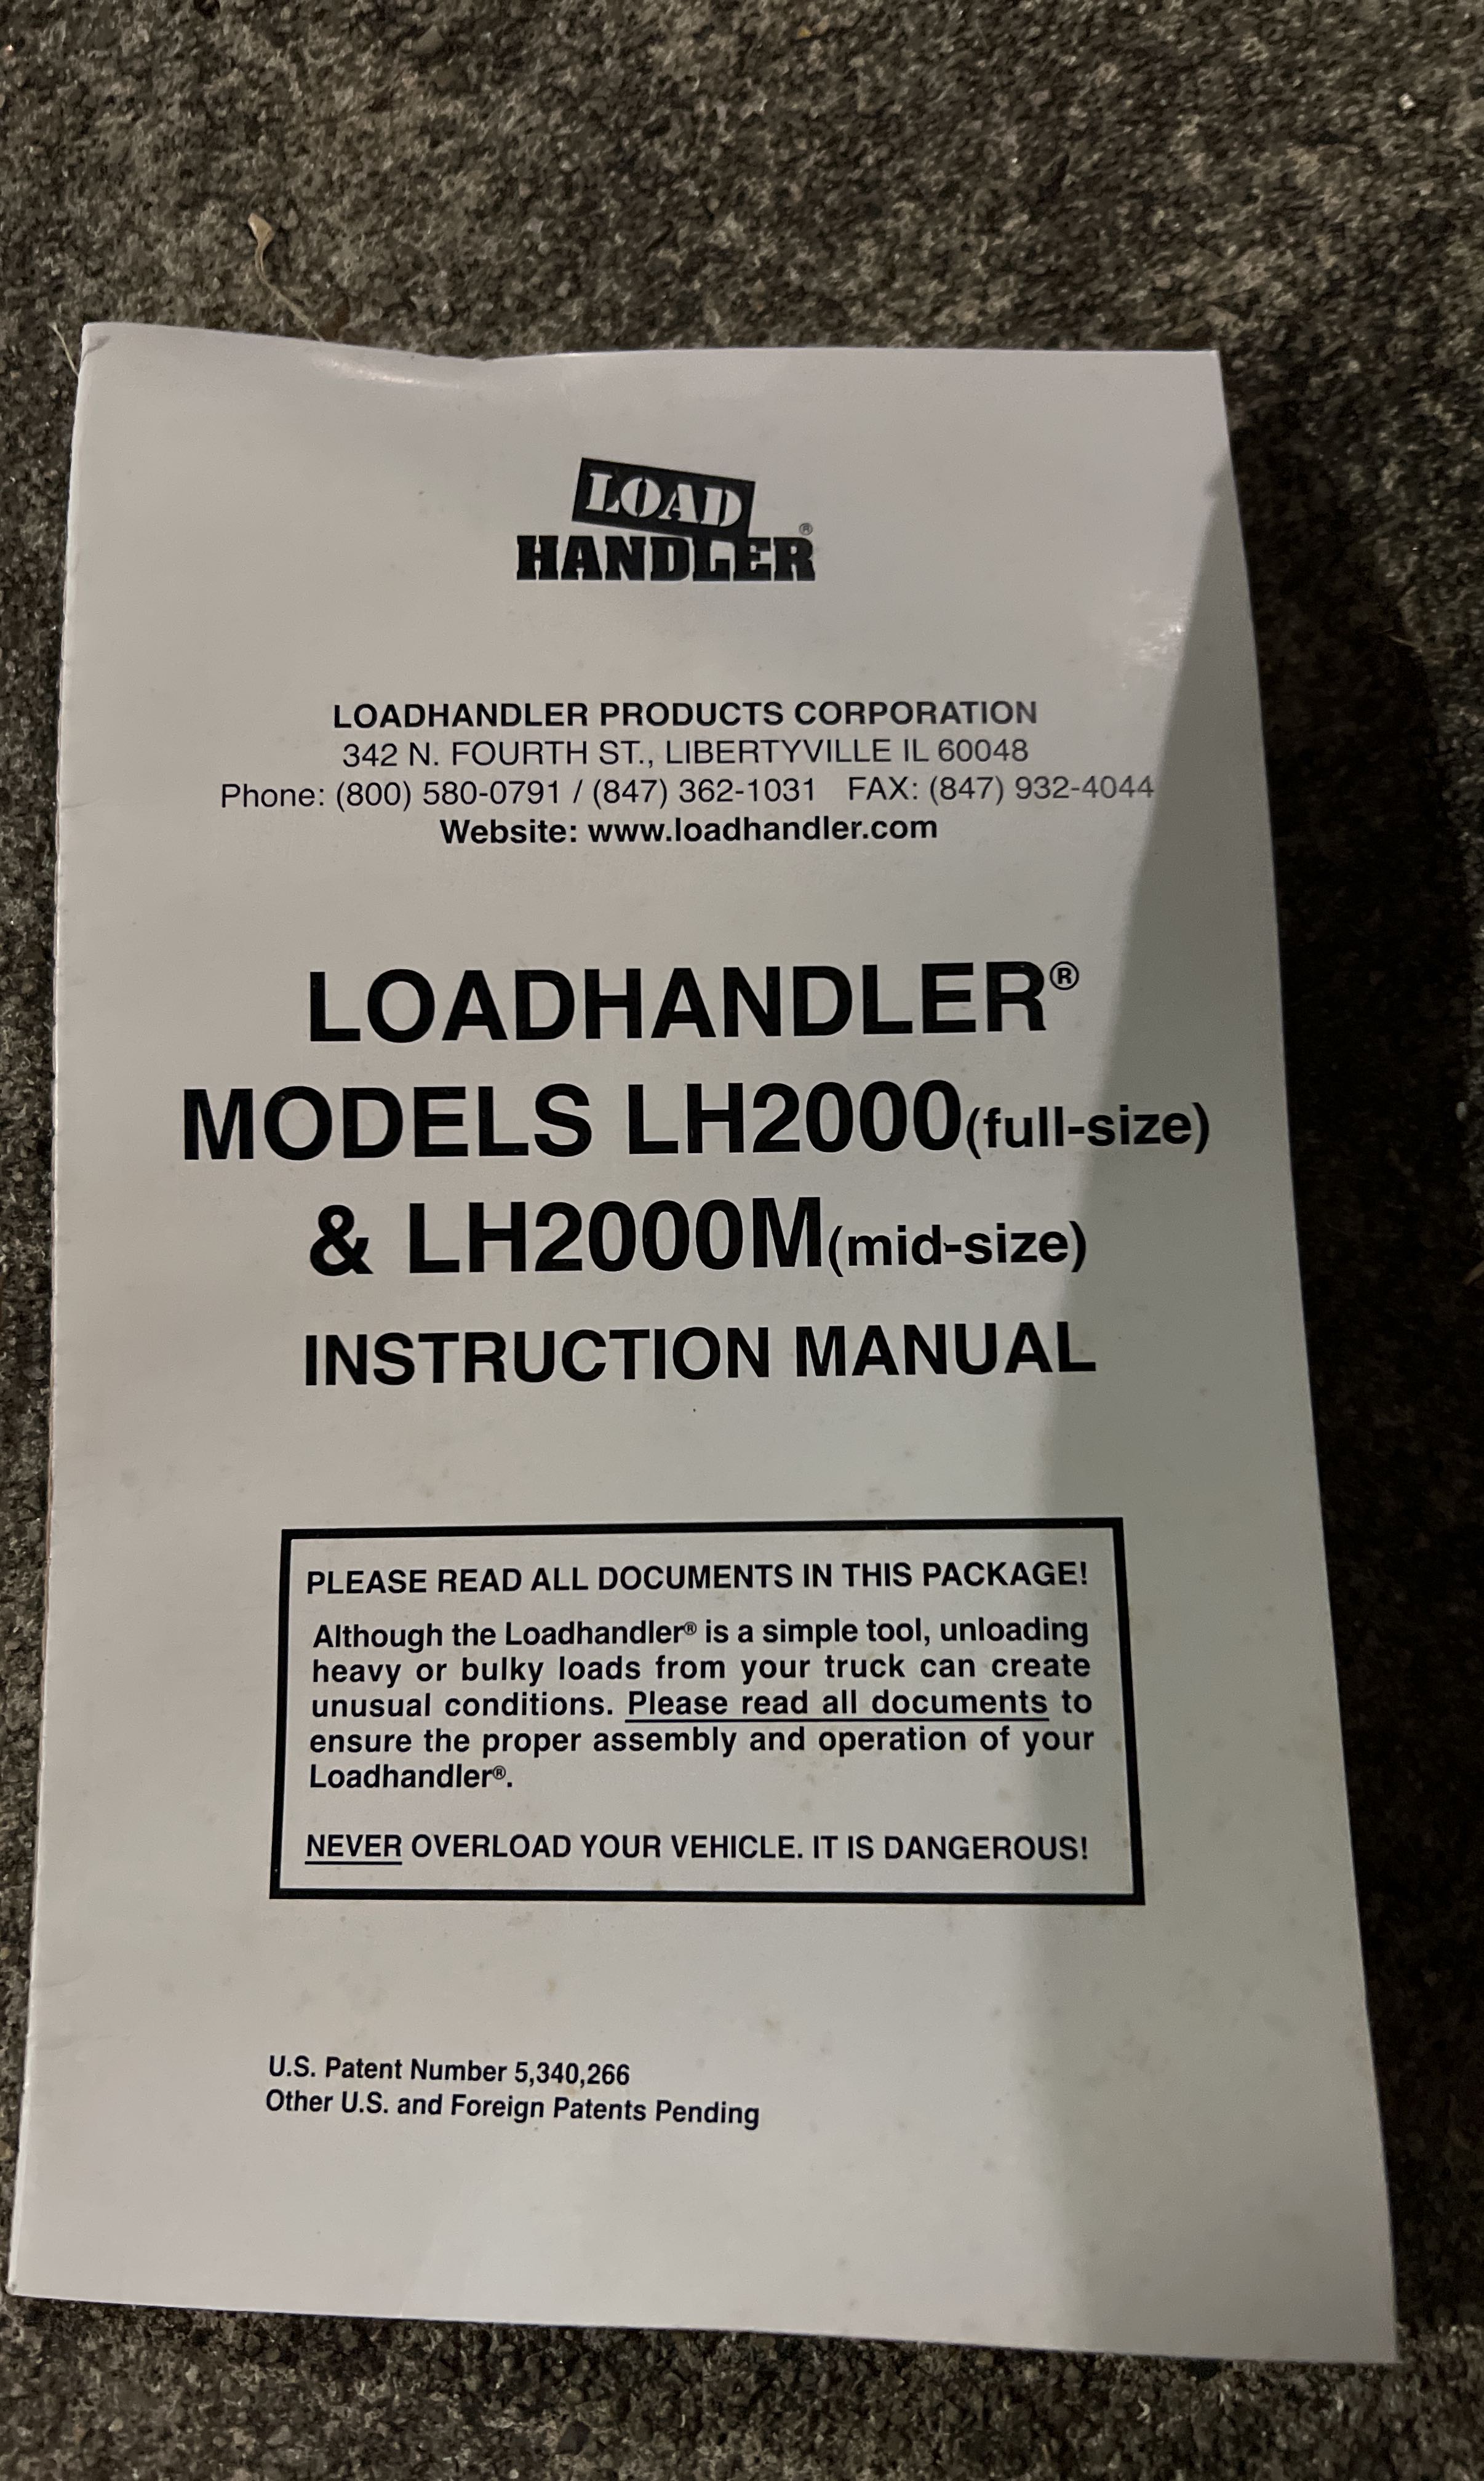 LOAD
HANDLER®
LOADHANDLER PRODUCTS CORPORATION
342 N. FOURTH ST., LIBERTYVILLE IL 60048
Phone: (800) 580-0791 / (847) 362-1031 FAX: (847) 932-4044
Website: www.loadhandler.com
LOADHANDLER®
MODELS LH2000(full-size)
& LH2000M(mid-size)
INSTRUCTION MANUAL
PLEASE READ ALL DOCUMENTS IN THIS PACKAGE!
Although the Loadhandler® is a simple tool, unloading
heavy or bulky loads from your truck can create
unusual conditions. Please read all documents to
ensure the proper assembly and operation of your
Loadhandler®.
NEVER OVERLOAD YOUR VEHICLE. IT IS DANGEROUS!
U.S. Patent Number 5,340,266
Other U.S. and Foreign Patents Pending